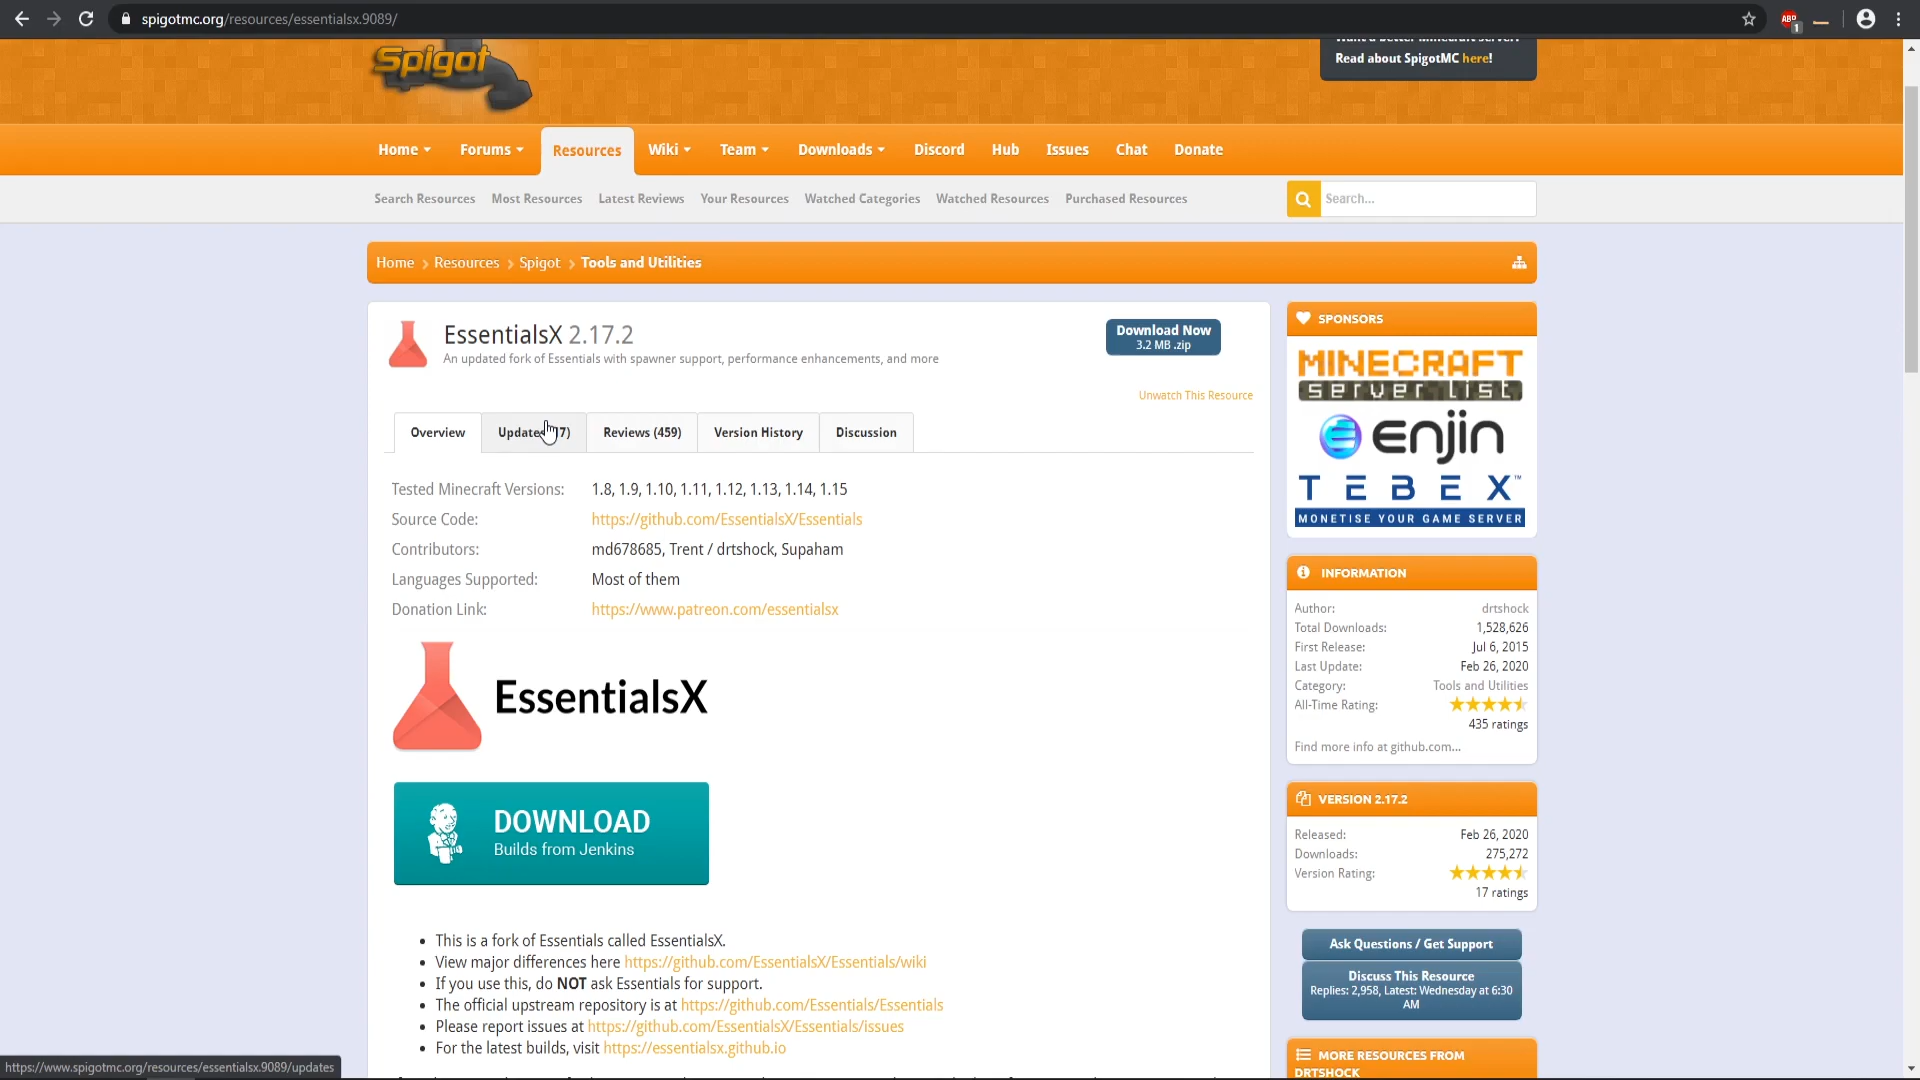 spigotmc.org/resources/essentialsx.9089/
ABP
1
Spigot
Want a better Minecraft server?
Read about SpigotMC here!
Home
Forums
Resources
Wiki
Team
Downloads
Discord
Hub
Issues
Chat
Donate
Search Resources
Most Resources
Latest Reviews
Your Resources
Watched Categories
Watched Resources
Purchased Resources
Search...
Home
Resources
Spigot
Tools and Utilities
EssentialsX 2.17.2
An updated fork of Essentials with spawner support, performance enhancements, and more
Download Now
3.2 MB .zip
Unwatch This Resource
Overview
Reviews (459)
Version History
Discussion
Tested Minecraft Versions: 1.8, 1.9, 1.10, 1.11, 1.12, 1.13, 1.14, 1.15
Source Code: https://github.com/EssentialsX/Essentials
Contributors: md678685, Trent / drtshock, Supaham
Languages Supported: Most of them
Donation Link: https://www.patreon.com/essentialsx
EssentialsX
DOWNLOAD
Builds from Jenkins
• This is a fork of Essentials called EssentialsX.
• View major differences here https://github.com/EssentialsX/Essentials/wiki
• If you use this, do NOT ask Essentials for support.
• The official upstream repository is at https://github.com/Essentials/Essentials
• Please report issues at https://github.com/EssentialsX/Essentials/issues
• For the latest builds, visit https://essentialsx.github.io
SPONSORS
MINECRAFT
server list
enjin
TEBEX™
MONETISE YOUR GAME SERVER
INFORMATION
Author: drtshock
Total Downloads: 1,528,626
First Release: Jul 6, 2015
Last Update: Feb 26, 2020
Category: Tools and Utilities
All-Time Rating:
435 ratings
Find more info at github.com...
VERSION 2.17.2
Released: Feb 26, 2020
Downloads: 275,272
Version Rating:
17 ratings
Ask Questions / Get Support
Discuss This Resource
Replies: 2,958, Latest: Wednesday at 6:30
AM
MORE RESOURCES FROM
DRTSHOCK
https://www.spigotmc.org/resources/essentialsx.9089/updates